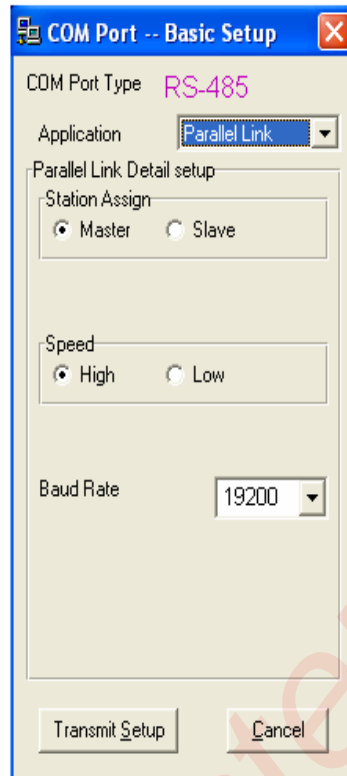 COM Port -- Basic Setup
COM Port Type RS-485
Application Parallel Link
Parallel Link Detail setup
Station Assign
Master Slave
Speed
High Low
Baud Rate 19200
Transmit Setup Cancel